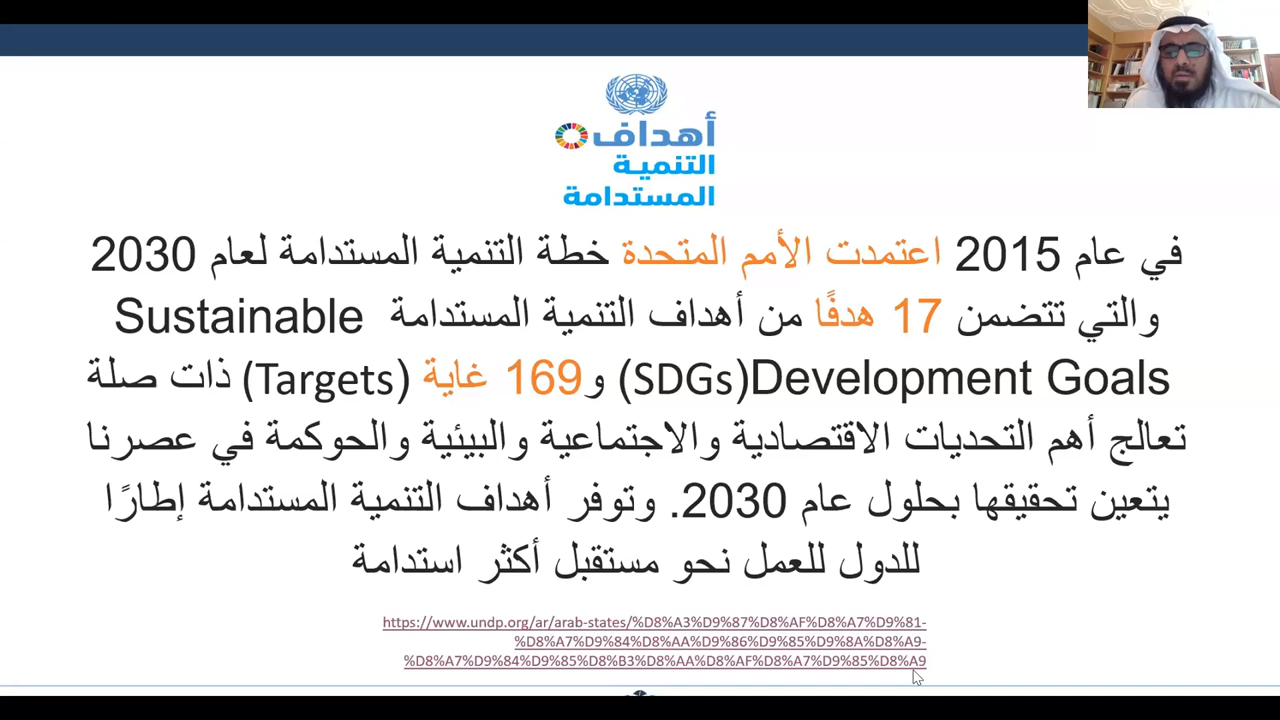 أهداف
التنمية
المستدامة
في عام 2015 اعتمدت الأمم المتحدة خطة التنمية المستدامة لعام 2030
والتي تتضمن 17 هدفًا من أهداف التنمية المستدامة Sustainable
Development Goals(SDGs) و169 غاية (Targets) ذات صلة
تعالج أهم التحديات الاقتصادية والاجتماعية والبيئية والحوكمة في عصرنا
يتعين تحقيقها بحلول عام 2030. وتوفر أهداف التنمية المستدامة إطارًا
للدول للعمل نحو مستقبل أكثر استدامة
https://www.undp.org/ar/arab-states/%D8%A3%D9%87%D8%AF%D8%A7%D9%81-
%D8%A7%D9%84%D8%AA%D9%86%D9%85%D9%8A%D8%A9-
%D8%A7%D9%84%D9%85%D8%B3%D8%AA%D8%AF%D8%A7%D9%85%D8%A9